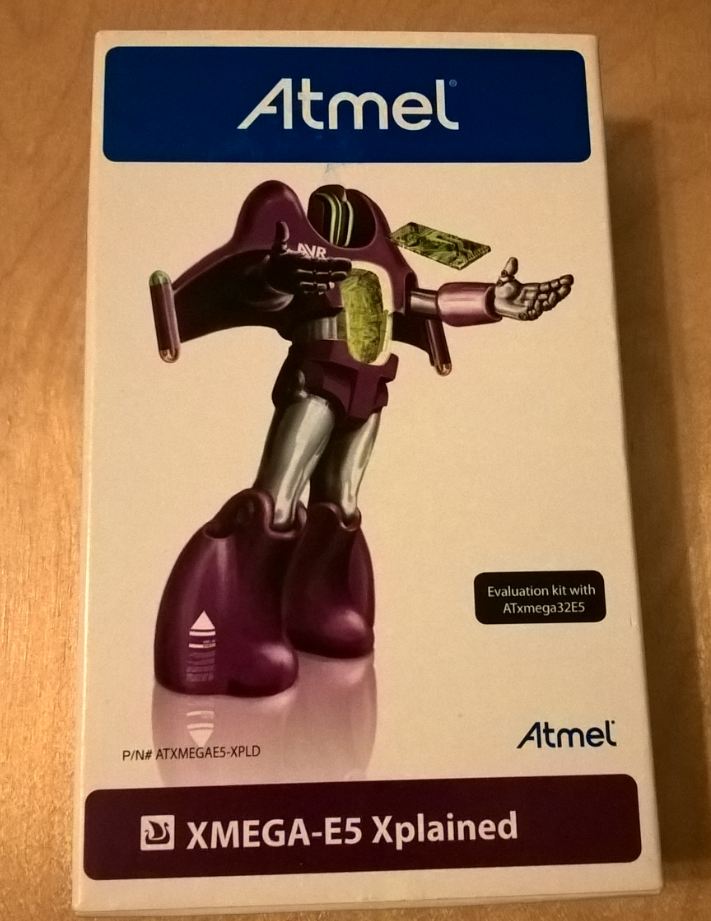 Atmel®
AVR
Evaluation kit with
ATxmega32E5
Atmel
P/N# ATXMEGAE5-XPLD
XMEGA-E5 Xplained